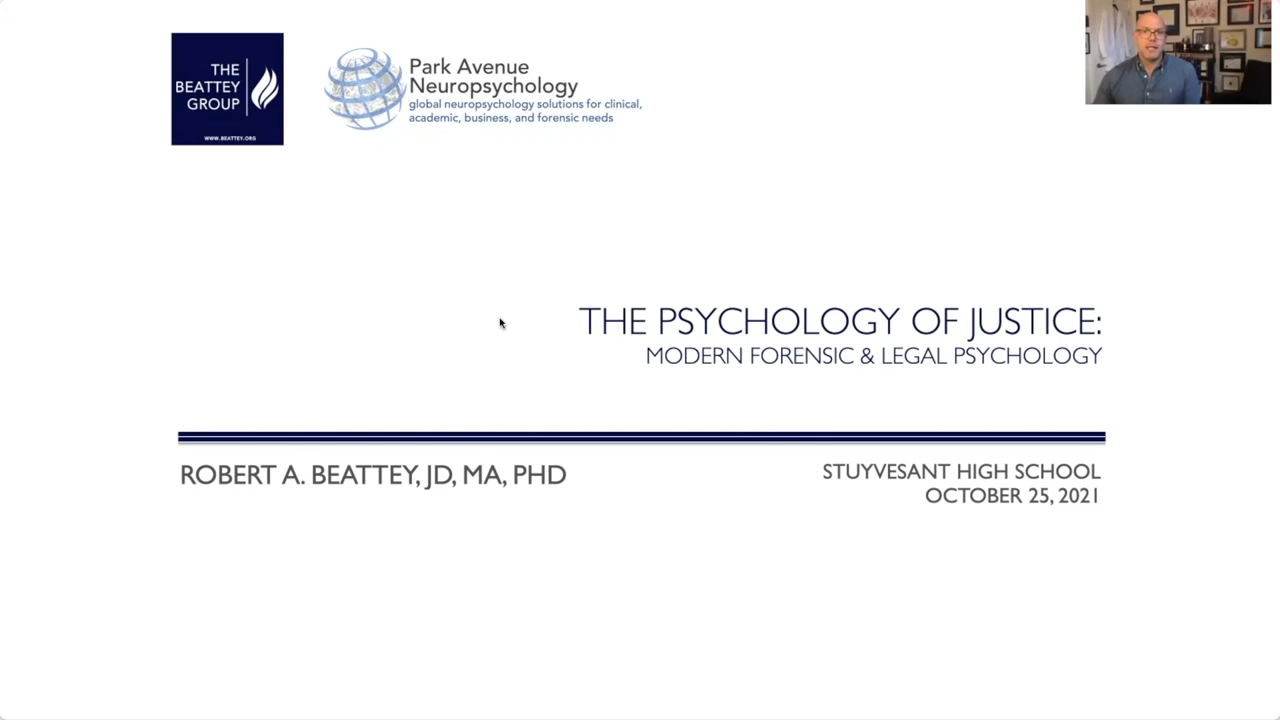 THE
BEATTEY
GROUP
WWW.BEATTEY.ORG
Park Avenue
Neuropsychology
global neuropsychology solutions for clinical,
academic, business, and forensic needs
THE PSYCHOLOGY OF JUSTICE:
MODERN FORENSIC & LEGAL PSYCHOLOGY
ROBERT A. BEATTEY, JD, MA, PHD
STUYVESANT HIGH SCHOOL
OCTOBER 25, 2021